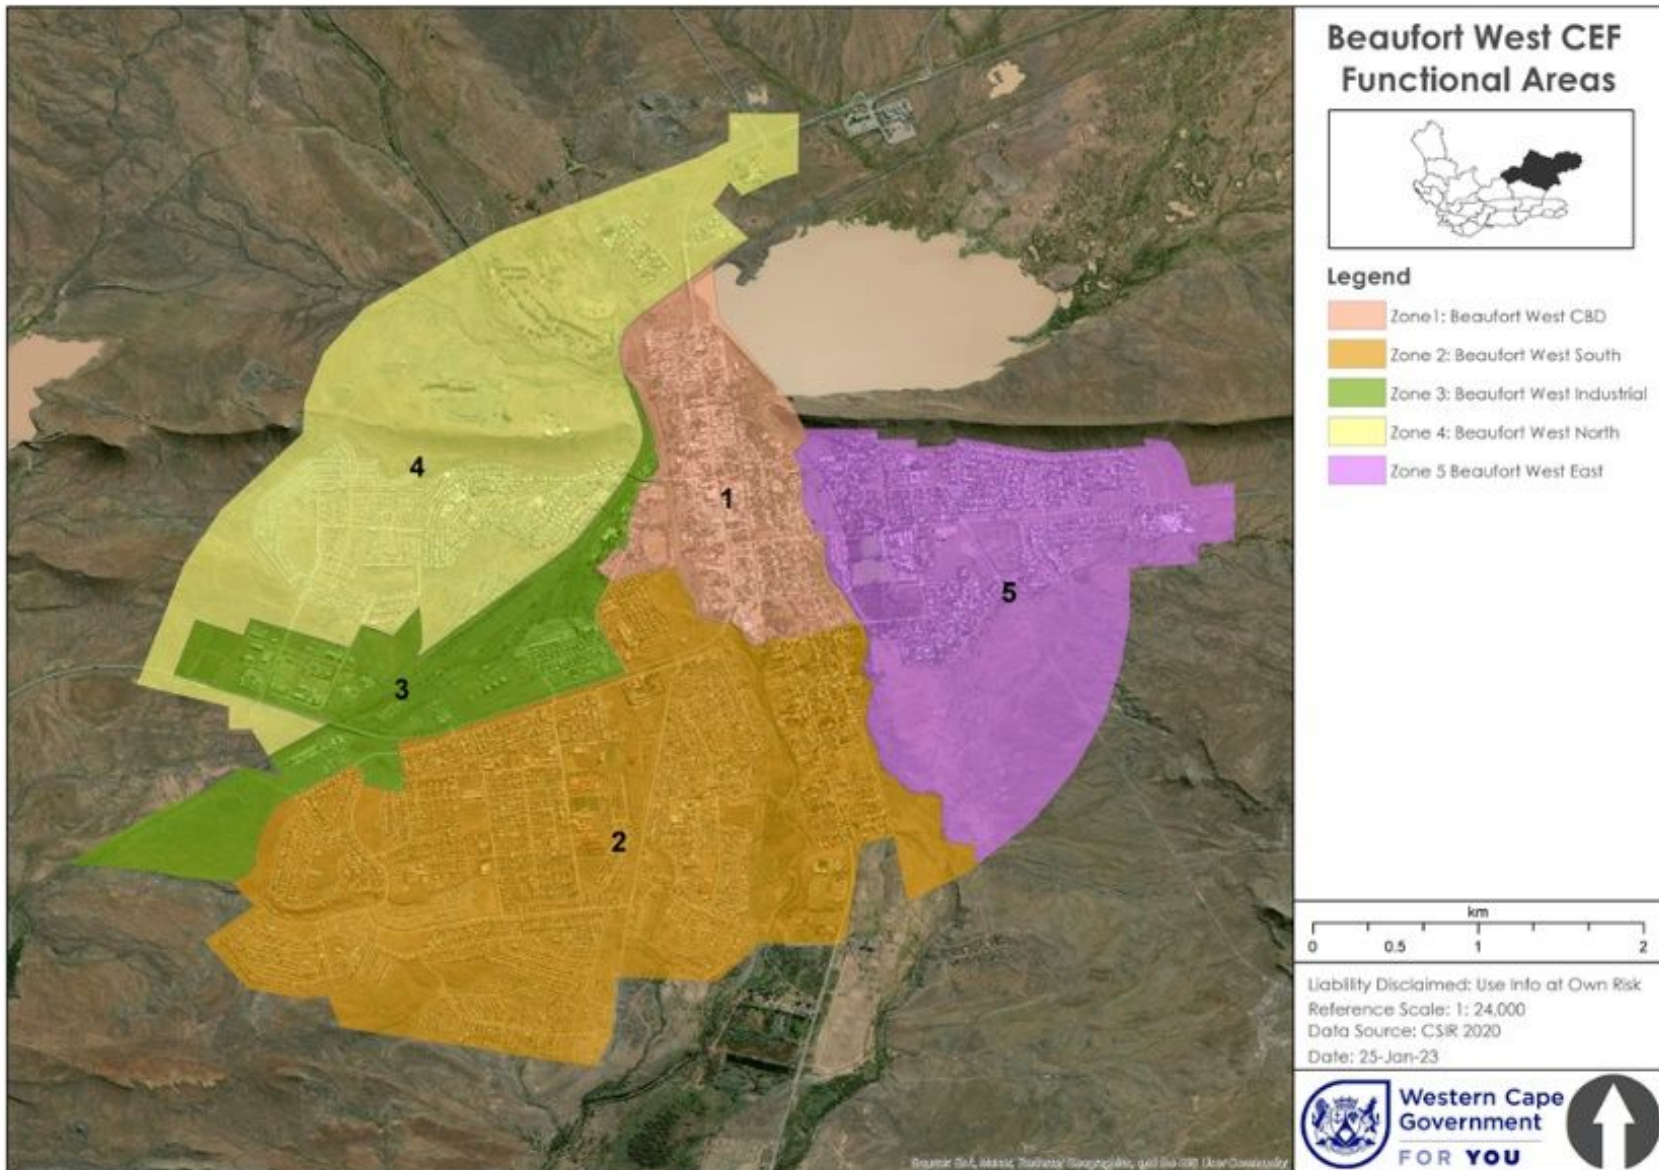 Beaufort West CEF
Functional Areas
Legend
Zone1: Beaufort West CBD
Zone 2: Beaufort West South
Zone 3: Beaufort West Industrial
Zone 4: Beaufort West North
Zone 5 Beaufort West East
4
1
5
3
2
km
0 0.5 1 2
Liability Disclaimed: Use Info at Own Risk
Reference Scale: 1: 24,000
Data Source: CSIR 2020
Date: 25-Jan-23
Western Cape
Government
FOR YOU